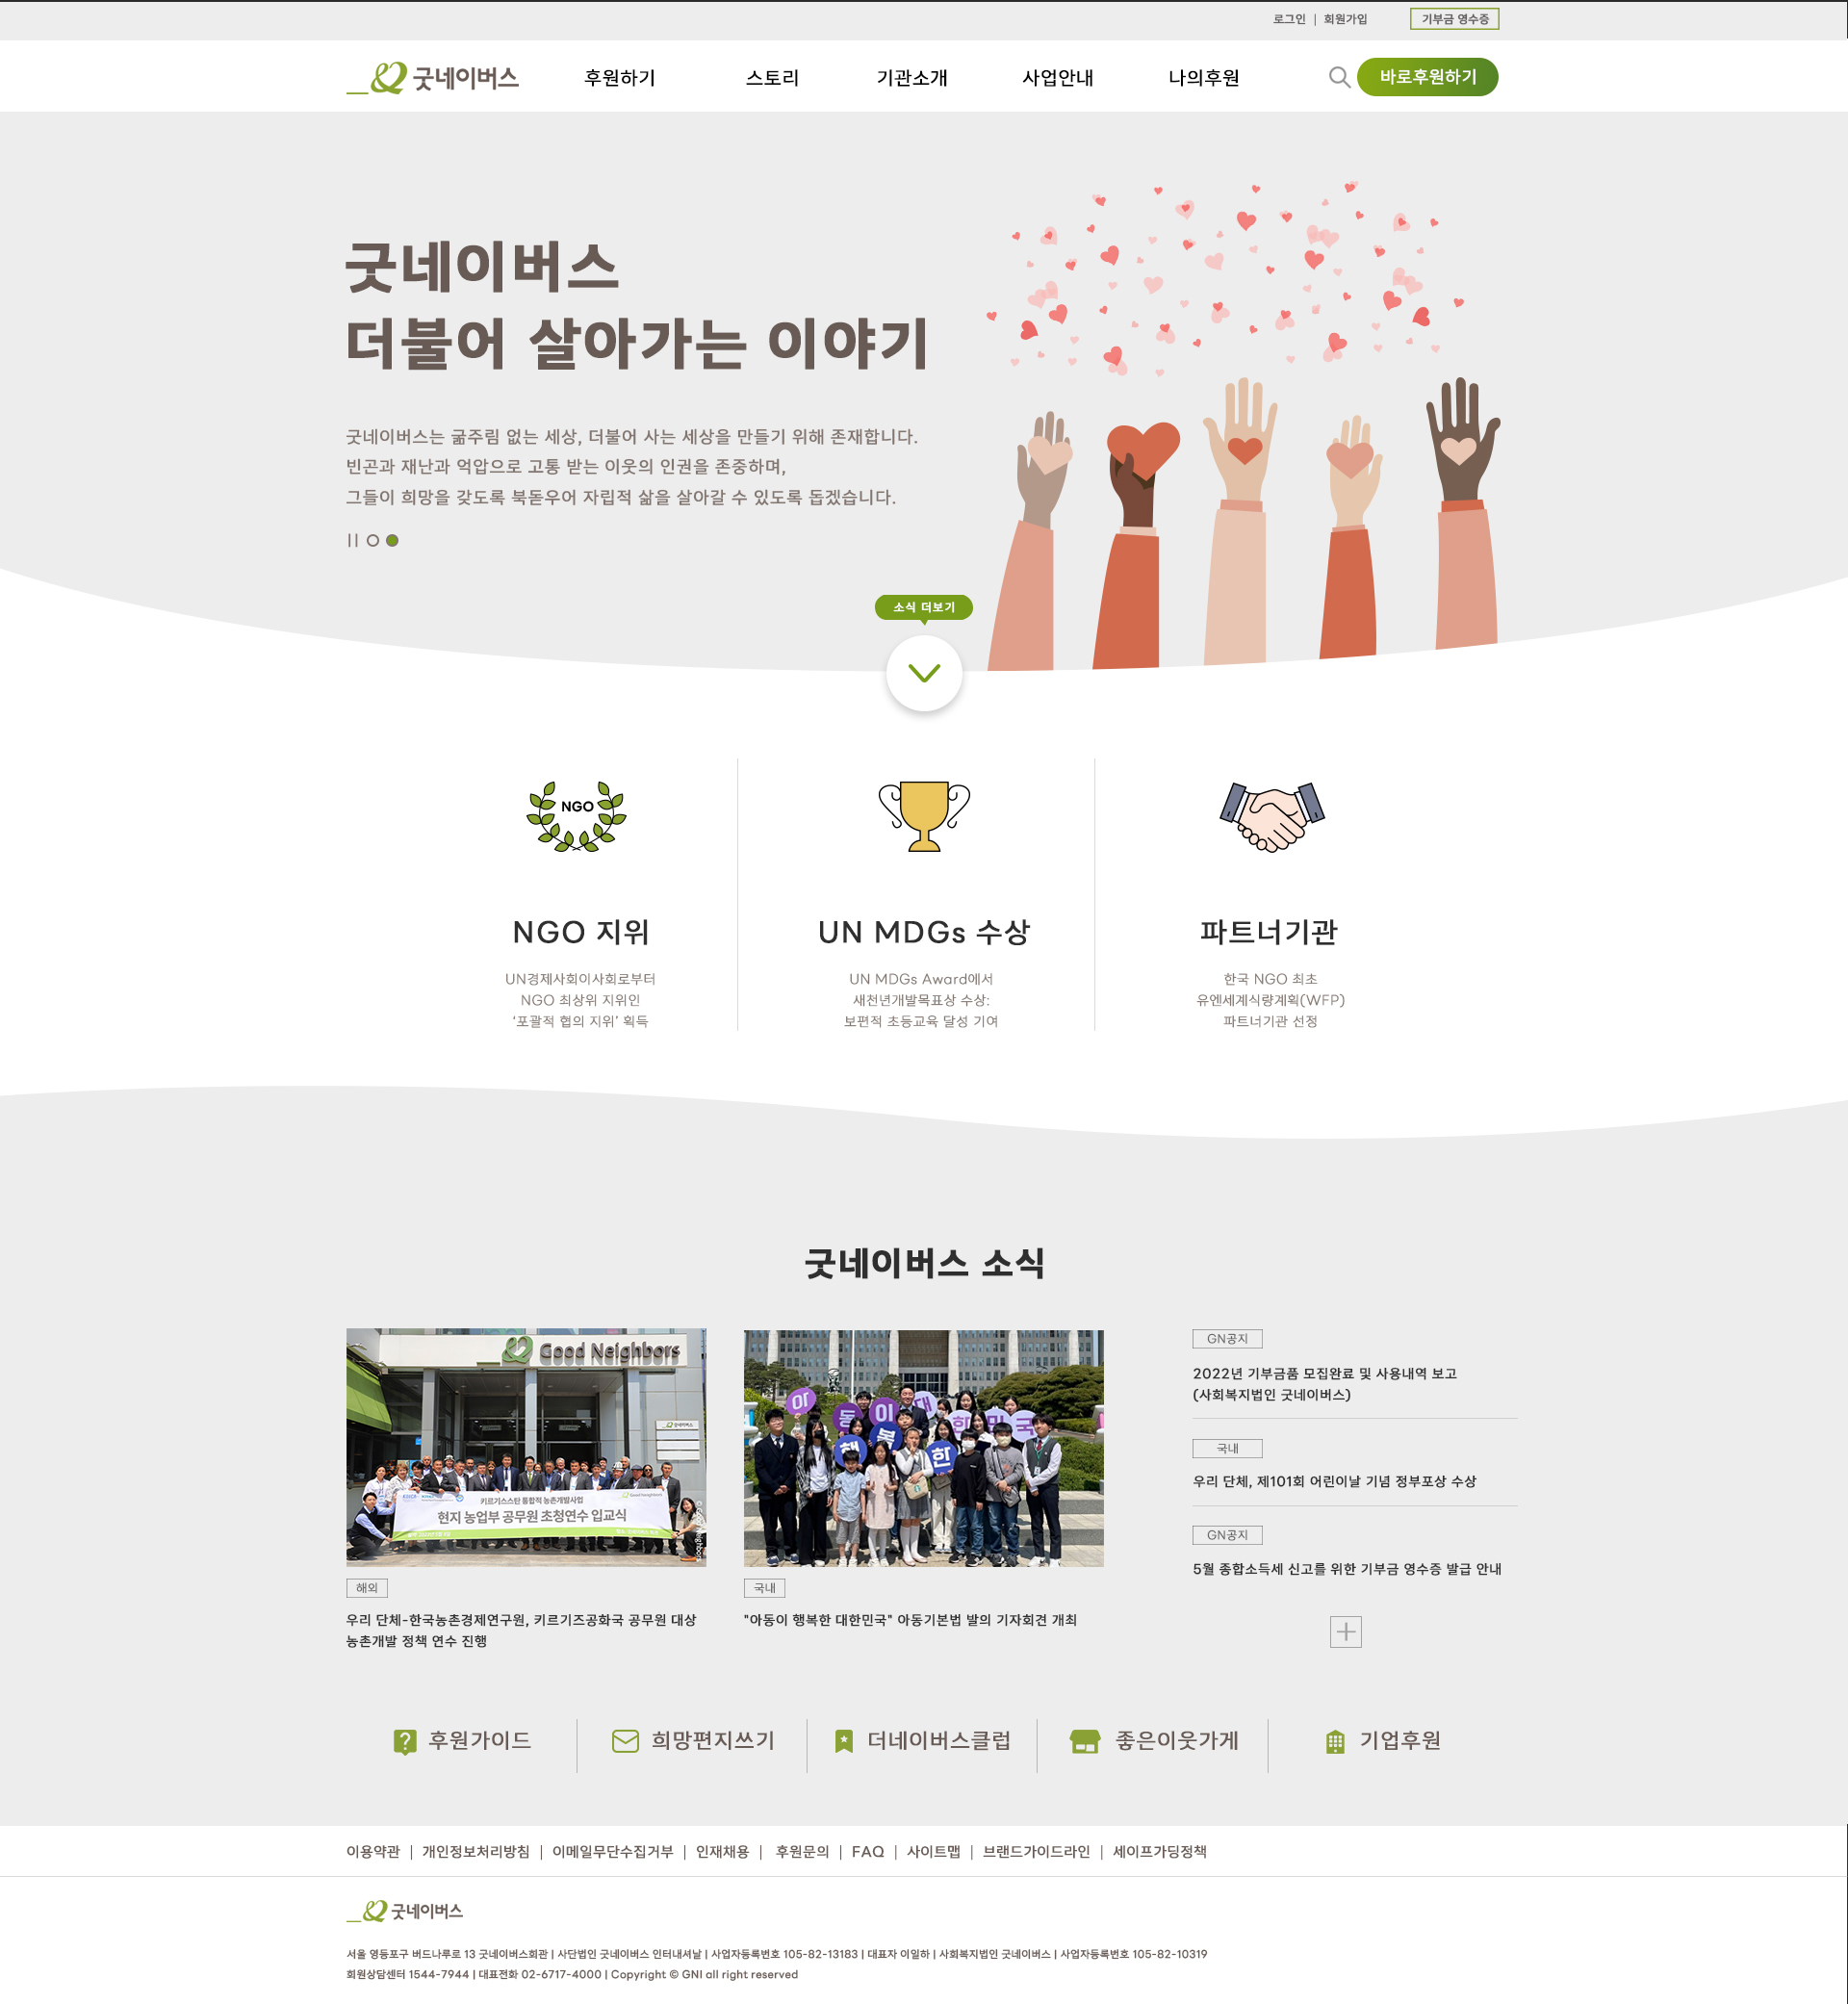 로그인 | 회원가입
기부금 영수증
굿네이버스
후원하기
스토리
기관소개
사업안내
나의후원
바로후원하기
굿네이버스
더불어 살아가는 이야기
굿네이버스는 굶주림 없는 세상, 더불어 사는 세상을 만들기 위해 존재합니다.
빈곤과 재난과 억압으로 고통 받는 이웃의 인권을 존중하며,
그들이 희망을 갖도록 북돋우어 자립적 삶을 살아갈 수 있도록 돕겠습니다.
소식 더보기
NGO
NGO 지위
UN경제사회이사회로부터
NGO 최상위 지위인
‘포괄적 협의 지위’ 획득
UN MDGs 수상
UN MDGs Award에서
새천년개발목표상 수상:
보편적 초등교육 달성 기여
파트너기관
한국 NGO 최초
유엔세계식량계획(WFP)
파트너기관 선정
굿네이버스 소식
Good Neighbors
굿네이버스
Good Neighbors
키르기스스탄 통합적 농촌개발사업
현지 농업부 공무원 초청연수 입교식
해외
우리 단체-한국농촌경제연구원, 키르기즈공화국 공무원 대상
농촌개발 정책 연수 진행
아동이 대한민국
행복한
국내
"아동이 행복한 대한민국" 아동기본법 발의 기자회견 개최
GN공지
2022년 기부금품 모집완료 및 사용내역 보고
(사회복지법인 굿네이버스)
국내
우리 단체, 제101회 어린이날 기념 정부포상 수상
GN공지
5월 종합소득세 신고를 위한 기부금 영수증 발급 안내
후원가이드
희망편지쓰기
더네이버스클럽
좋은이웃가게
기업후원
이용약관 | 개인정보처리방침 | 이메일무단수집거부 | 인재채용 | 후원문의 | FAQ | 사이트맵 | 브랜드가이드라인 | 세이프가딩정책
굿네이버스
서울 영등포구 버드나루로 13 굿네이버스회관 | 사단법인 굿네이버스 인터내셔날 | 사업자등록번호 105-82-13183 | 대표자 이일하 | 사회복지법인 굿네이버스 | 사업자등록번호 105-82-10319
회원상담센터 1544-7944 | 대표전화 02-6717-4000 | Copyright © GNI all right reserved